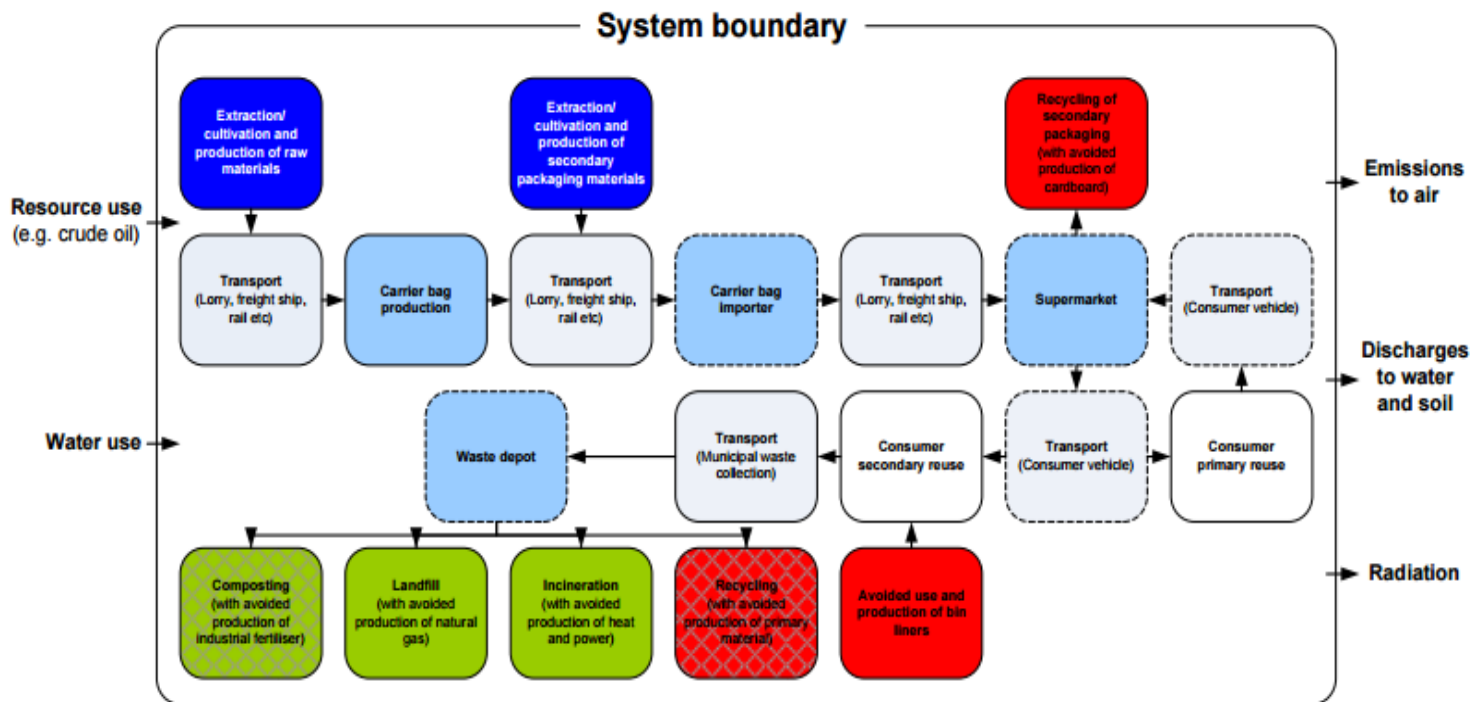 System boundary
Extraction/
cultivation and
production of raw
materials
Extraction/
cultivation and
production of
secondary
packaging materials
Recycling of
secondary
packaging
(with avoided
production of
cardboard)
Resource use
(e.g. crude oil)
Emissions
to air
Transport
(Lorry, freight ship,
rail etc)
Carrier bag
production
Transport
(Lorry, freight ship,
rail etc)
Carrier bag
importer
Transport
(Lorry, freight ship,
rail etc)
Supermarket
Transport
(Consumer vehicle)
Discharges
to water
and soil
Water use
Waste depot
Transport
(Municipal waste
collection)
Consumer
secondary reuse
Transport
(Consumer vehicle)
Consumer
primary reuse
Composting
(with avoided
production of
industrial fertiliser)
Landfill
(with avoided
production of natural
gas)
Incineration
(with avoided
production of heat
and power)
Recycling
(with avoided
production of primary
material)
Avoided use and
production of bin
liners
Radiation